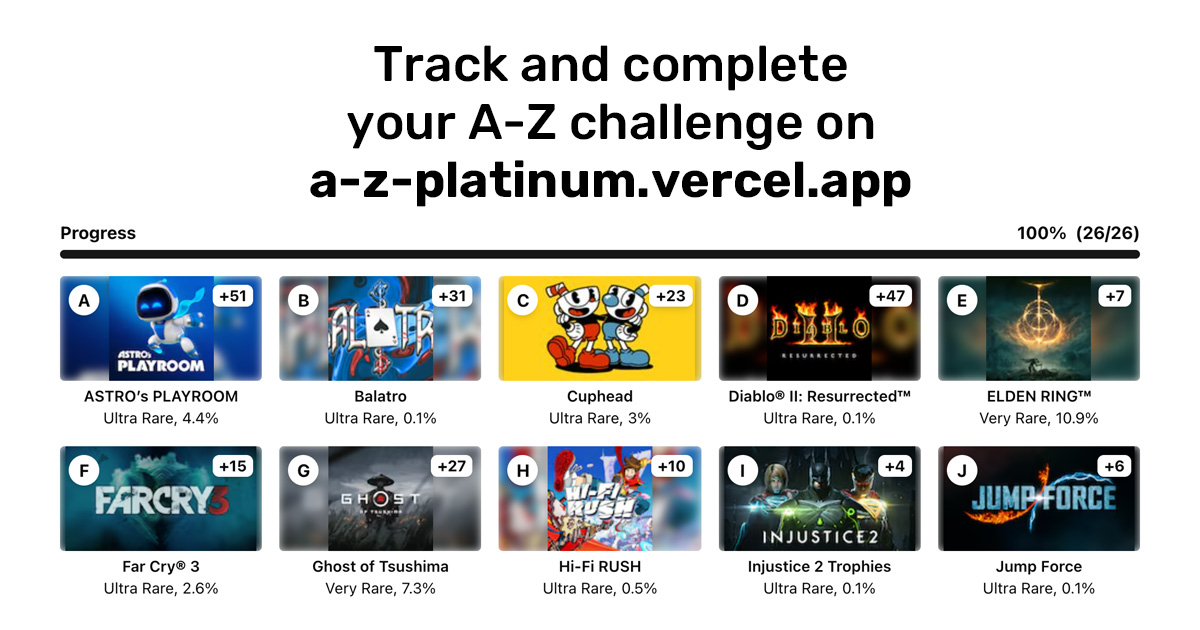 Track and complete
your A-Z challenge on
a-z-platinum.vercel.app
Progress
100% (26/26)
A
+51
ASTRO's
PLAYROOM
B
+31
BALATRO
C
+23
D
+47
DIABLO
II
RESURRECTED
E
+7
ASTRO’s PLAYROOM
Balatro
Cuphead
Diablo® II: Resurrected™
ELDEN RING™
Ultra Rare, 4.4%
Ultra Rare, 0.1%
Ultra Rare, 3%
Ultra Rare, 0.1%
Very Rare, 10.9%
F
+15
FARCRY3
G
+27
GHOST
OF TSUSHIMA
H
+10
HI-FI
RUSH
I
+4
INJUSTICE 2
J
+6
JUMP FORCE
Far Cry® 3
Ghost of Tsushima
Hi-Fi RUSH
Injustice 2 Trophies
Jump Force
Ultra Rare, 2.6%
Very Rare, 7.3%
Ultra Rare, 0.5%
Ultra Rare, 0.1%
Ultra Rare, 0.1%